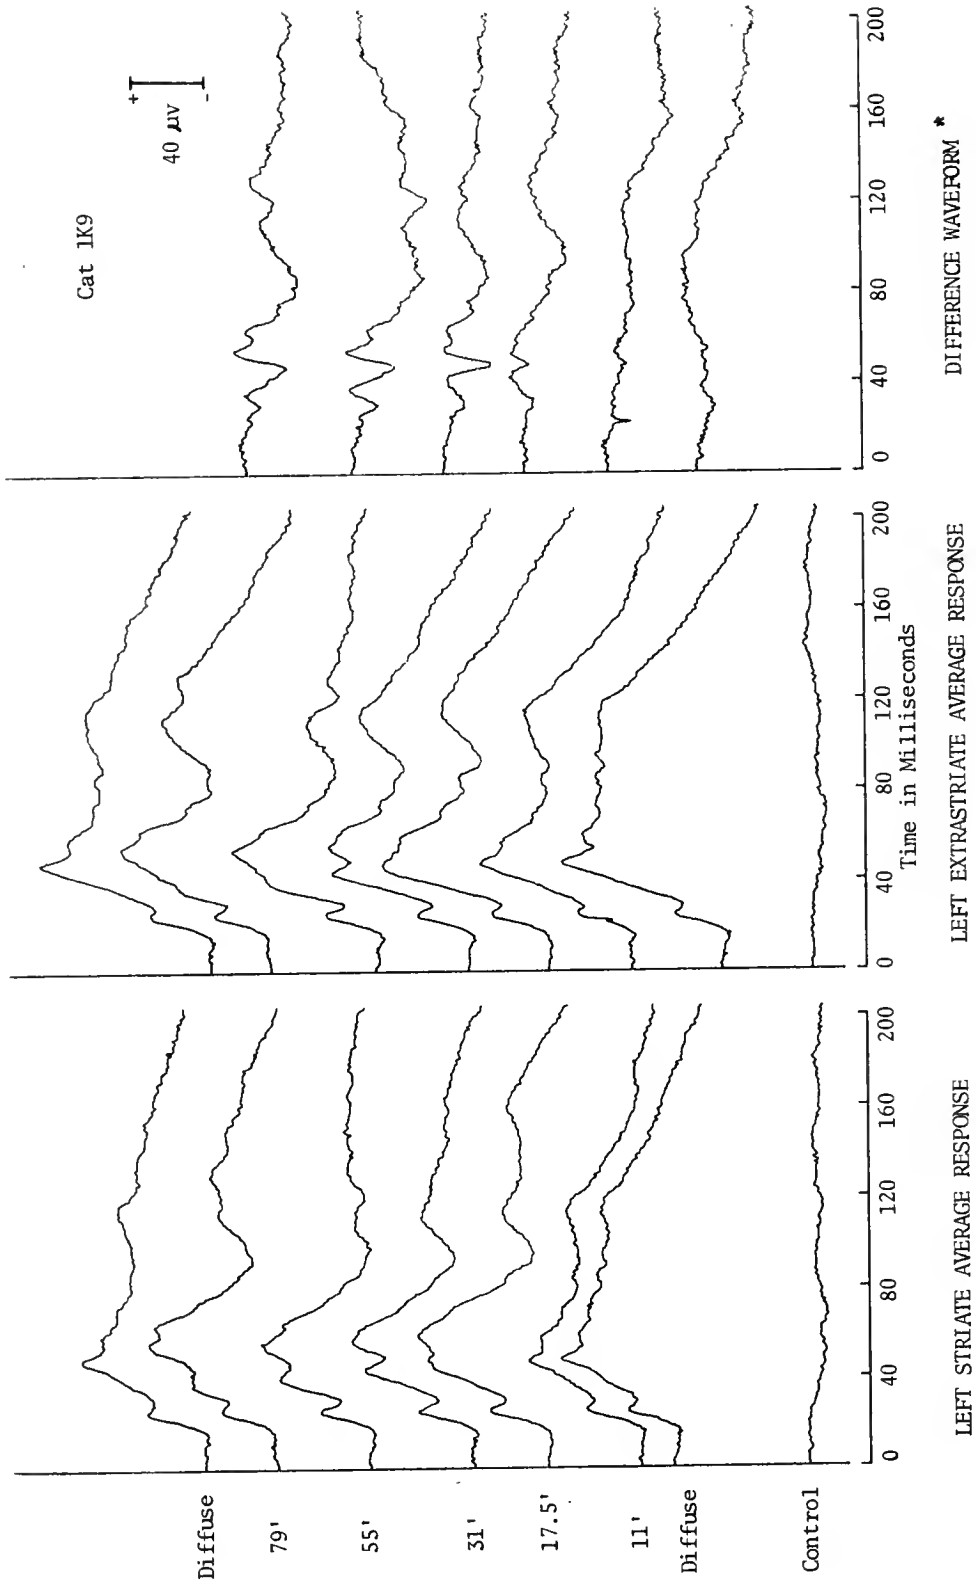 Cat 1K9
40 μv
+
-
Diffuse
79'
55'
31'
17.5'
11'
Diffuse
Control
0 40 80 120 160 200
0 40 80 120 160 200
0 40 80 120 160 200
Time in Milliseconds
LEFT STRIATE AVERAGE RESPONSE
LEFT EXTRASTRIATE AVERAGE RESPONSE
DIFFERENCE WAVEFORM *